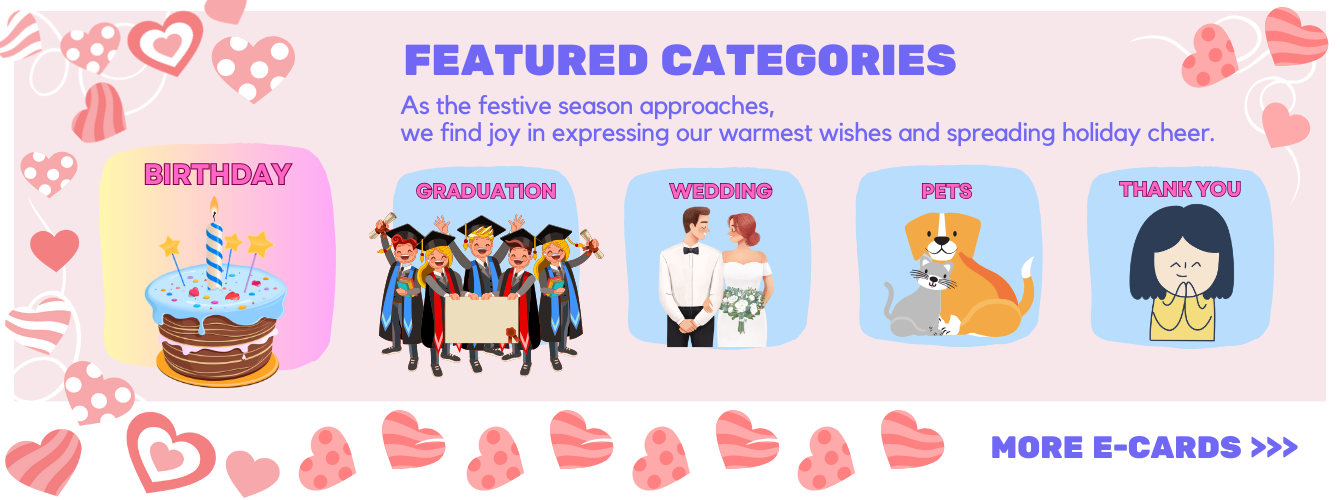 FEATURED CATEGORIES
As the festive season approaches,
we find joy in expressing our warmest wishes and spreading holiday cheer.
BIRTHDAY
GRADUATION
WEDDING
PETS
THANK YOU
MORE E-CARDS >>>